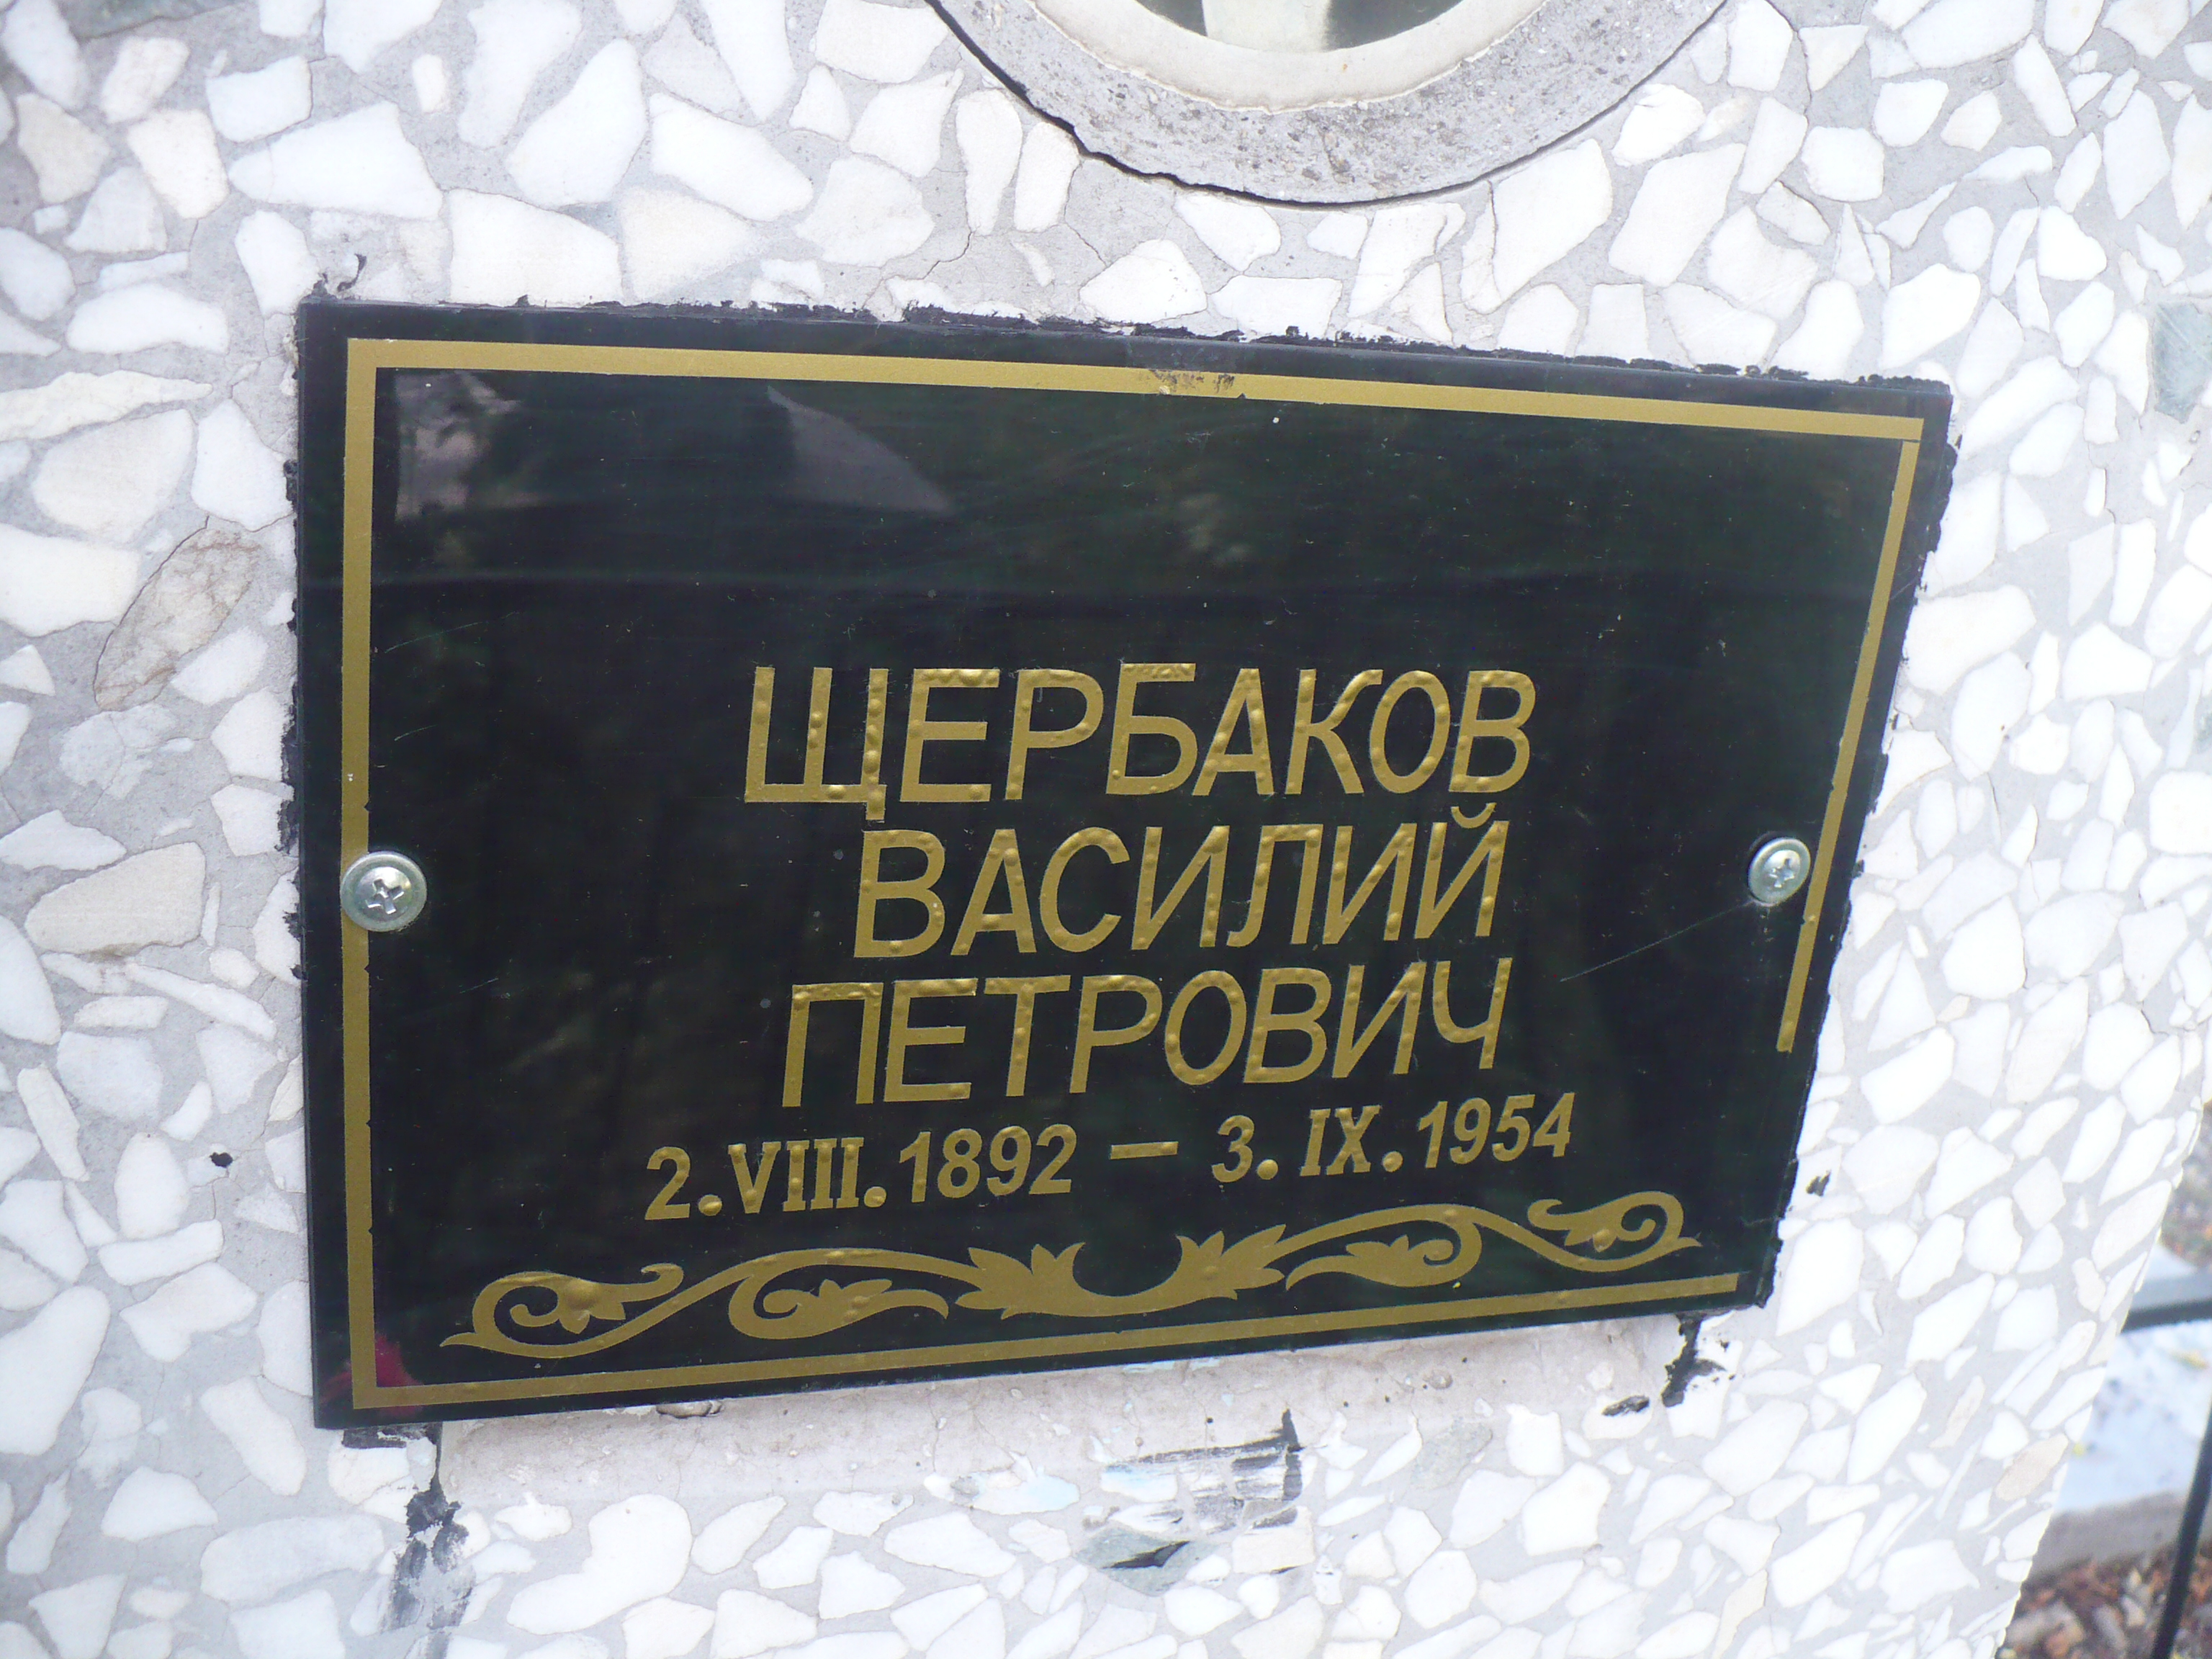 ЩЕРБАКОВ
ВАСИЛИЙ
ПЕТРОВИЧ
2.VIII.1892 – 3.IX.1954